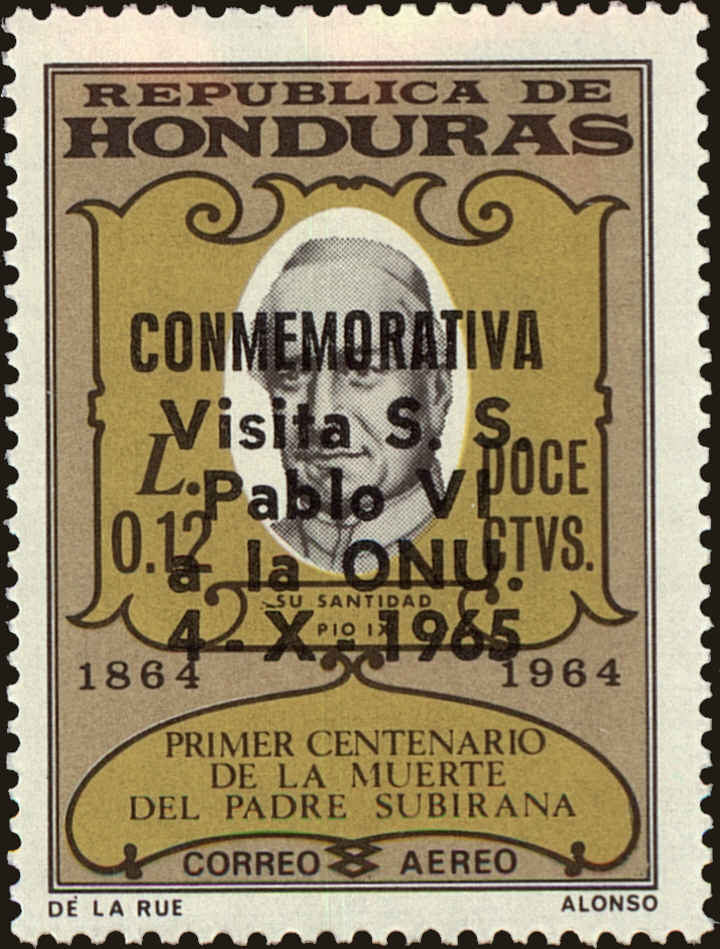 REPUBLICA DE
HONDURAS
CONMEMORATIVA
Visita S. S.
Pablo VI
a la ONU.
4-X-1965
L. DOCE
0.12 CTVS.
SU SANTIDAD
PIO IX
1864 1964
PRIMER CENTENARIO
DE LA MUERTE
DEL PADRE SUBIRANA
CORREO AEREO
DE LA RUE ALONSO